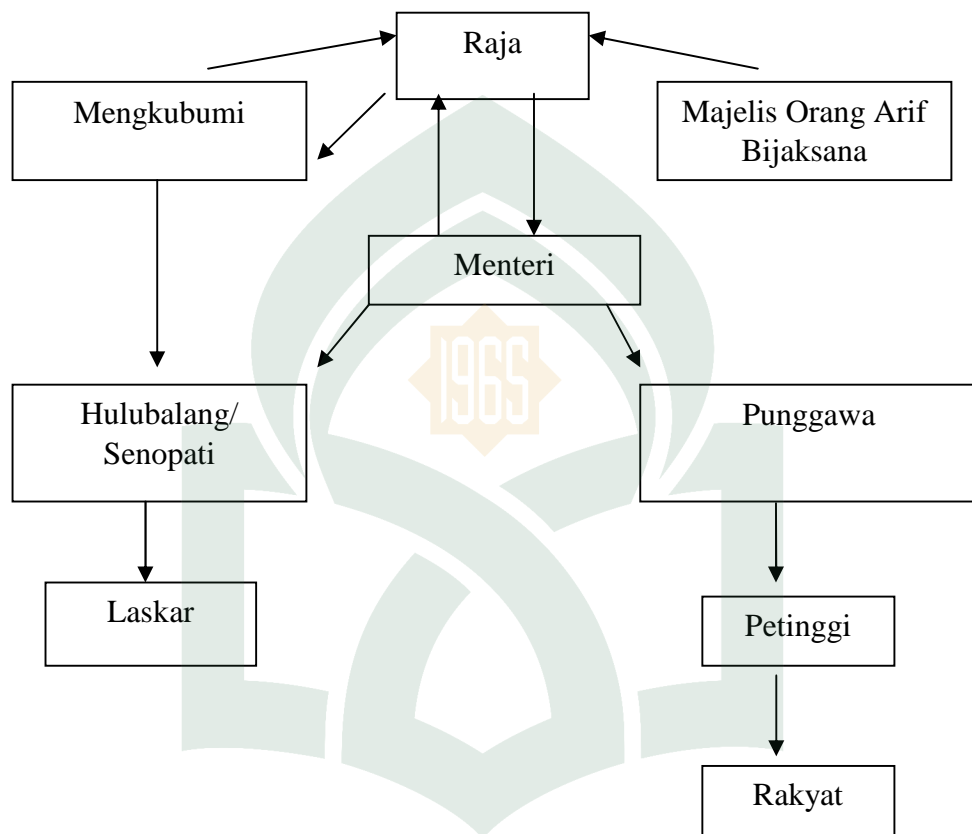 Raja
Mengkubumi
Majelis Orang Arif
Bijaksana
Menteri
1965
Hulubalang/
Senopati
Punggawa
Laskar
Petinggi
Rakyat